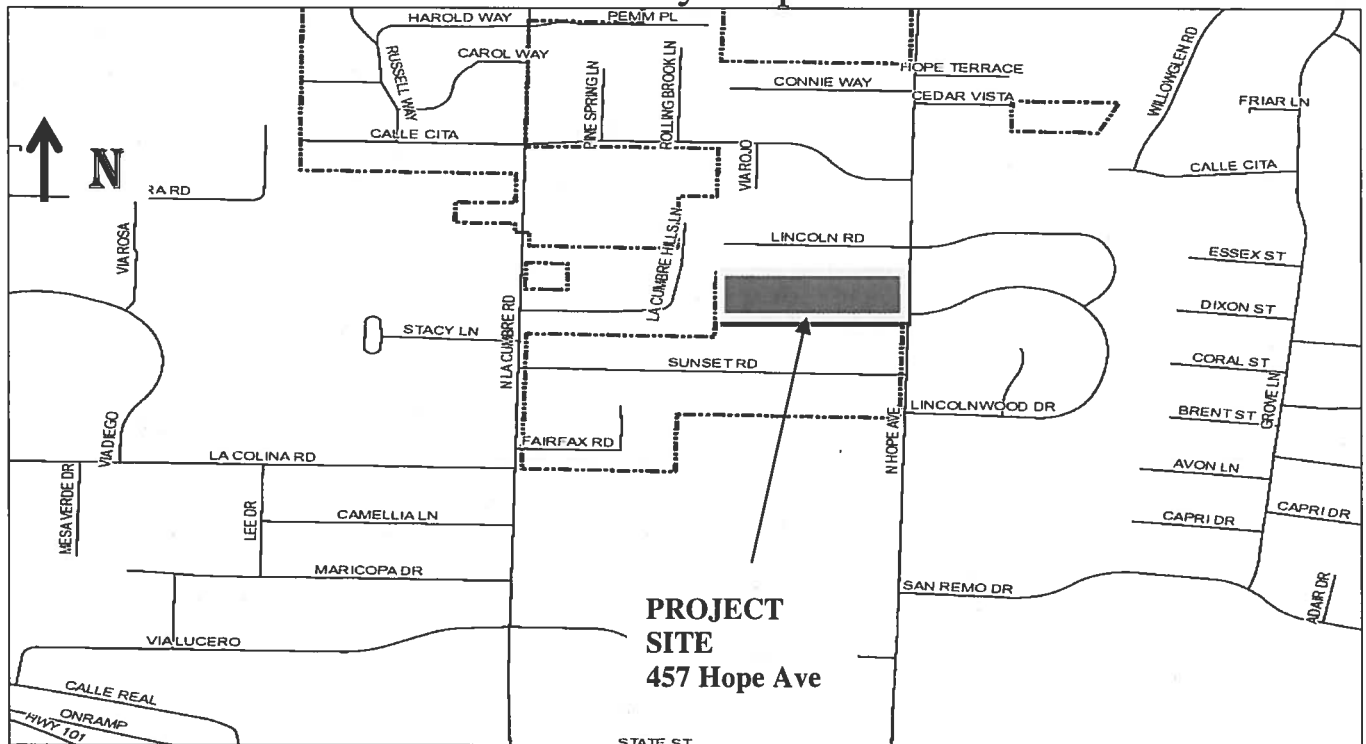 HAROLD WAY
PEMM PL
RUSSELL WAY
CAROL WAY
PINE SPRING LN
ROLLING BROOK LN
CONNIE WAY
HOPE TERRACE
CEDAR VISTA
WILLOWGLEN RD
FRIAR LN
CALLE CITA
VIA ROJO
CALLE CITA
N
RA RD
VIA ROSA
LA CUMBRE HILLS LN
LINCOLN RD
ESSEX ST
DIXON ST
STACY LN
N LA CUMBRE RD
SUNSET RD
CORAL ST
GROVE LN
LINCOLNWOOD DR
BRENT ST
VIA DIEGO
FAIRFAX RD
N HOPE AVE
LA COLINA RD
AVON LN
MESA VERDE DR
LEE DR
CAMELLIA LN
CAPRI DR
CAPRI DR
MARICOPA DR
SAN REMO DR
ADAIR DR
PROJECT
SITE
457 Hope Ave
VIA LUCERO
CALLE REAL
ONRAMP
HWY 101
STATE ST